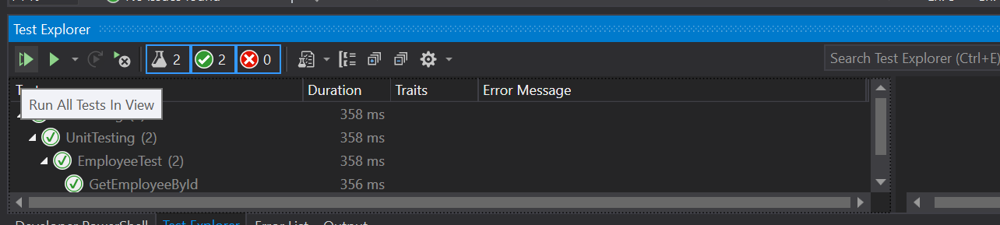 No issues found
Test Explorer
2 2 0
Search Test Explorer (Ctrl+E)
Duration Traits Error Message
Run All Tests In View
358 ms
UnitTesting (2) 358 ms
EmployeeTest (2) 358 ms
GetEmployeeById 356 ms
Developer PowerShell Test Explorer Error List Output